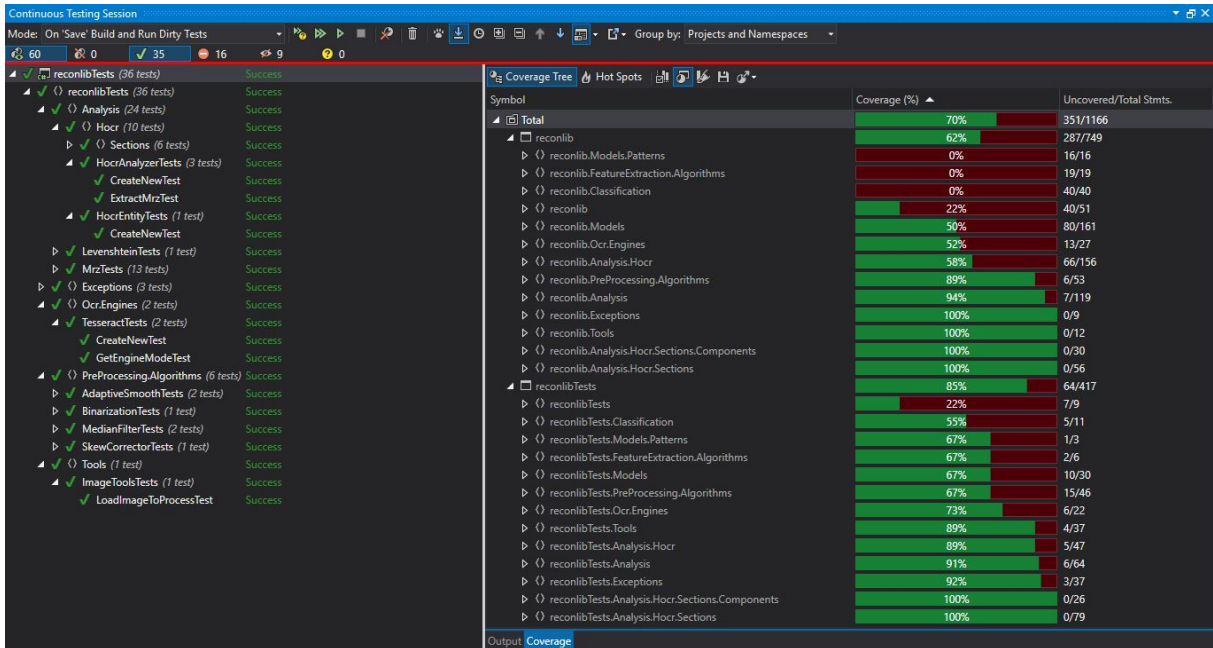 Continuous Testing Session
Mode: On 'Save' Build and Run Dirty Tests
Group by: Projects and Namespaces
60 0 35 16 9 0
reconlibTests (36 tests) Success
reconlibTests (36 tests) Success
Analysis (24 tests) Success
Hocr (10 tests) Success
Sections (6 tests) Success
HocrAnalyzerTests (3 tests) Success
CreateNewTest Success
ExtractMrzTest Success
HocrEntityTests (1 test) Success
CreateNewTest Success
LevenshteinTests (1 test) Success
MrzTests (13 tests) Success
Exceptions (3 tests) Success
Ocr.Engines (2 tests) Success
TesseractTests (2 tests) Success
CreateNewTest Success
GetEngineModeTest Success
PreProcessing.Algorithms (6 tests) Success
AdaptiveSmoothTests (2 tests) Success
BinarizationTests (1 test) Success
MedianFilterTests (2 tests) Success
SkewCorrectorTests (1 test) Success
Tools (1 test) Success
ImageToolsTests (1 test) Success
LoadImageToProcessTest Success
Coverage Tree Hot Spots
Symbol Coverage (%) Uncovered/Total Stmts.
Total 70% 351/1166
reconlib 62% 287/749
reconlib.Models.Patterns 0% 16/16
reconlib.FeatureExtraction.Algorithms 0% 19/19
reconlib.Classification 0% 40/40
reconlib 22% 40/51
reconlib.Models 50% 80/161
reconlib.Ocr.Engines 52% 13/27
reconlib.Analysis.Hocr 58% 66/156
reconlib.PreProcessing.Algorithms 89% 6/53
reconlib.Analysis 94% 7/119
reconlib.Exceptions 100% 0/9
reconlib.Tools 100% 0/12
reconlib.Analysis.Hocr.Sections.Components 100% 0/30
reconlib.Analysis.Hocr.Sections 100% 0/56
reconlibTests 85% 64/417
reconlibTests 22% 7/9
reconlibTests.Classification 55% 5/11
reconlibTests.Models.Patterns 67% 1/3
reconlibTests.FeatureExtraction.Algorithms 67% 2/6
reconlibTests.Models 67% 10/30
reconlibTests.PreProcessing.Algorithms 67% 15/46
reconlibTests.Ocr.Engines 73% 6/22
reconlibTests.Tools 89% 4/37
reconlibTests.Analysis.Hocr 89% 5/47
reconlibTests.Analysis 91% 6/64
reconlibTests.Exceptions 92% 3/37
reconlibTests.Analysis.Hocr.Sections.Components 100% 0/26
reconlibTests.Analysis.Hocr.Sections 100% 0/79
Output Coverage